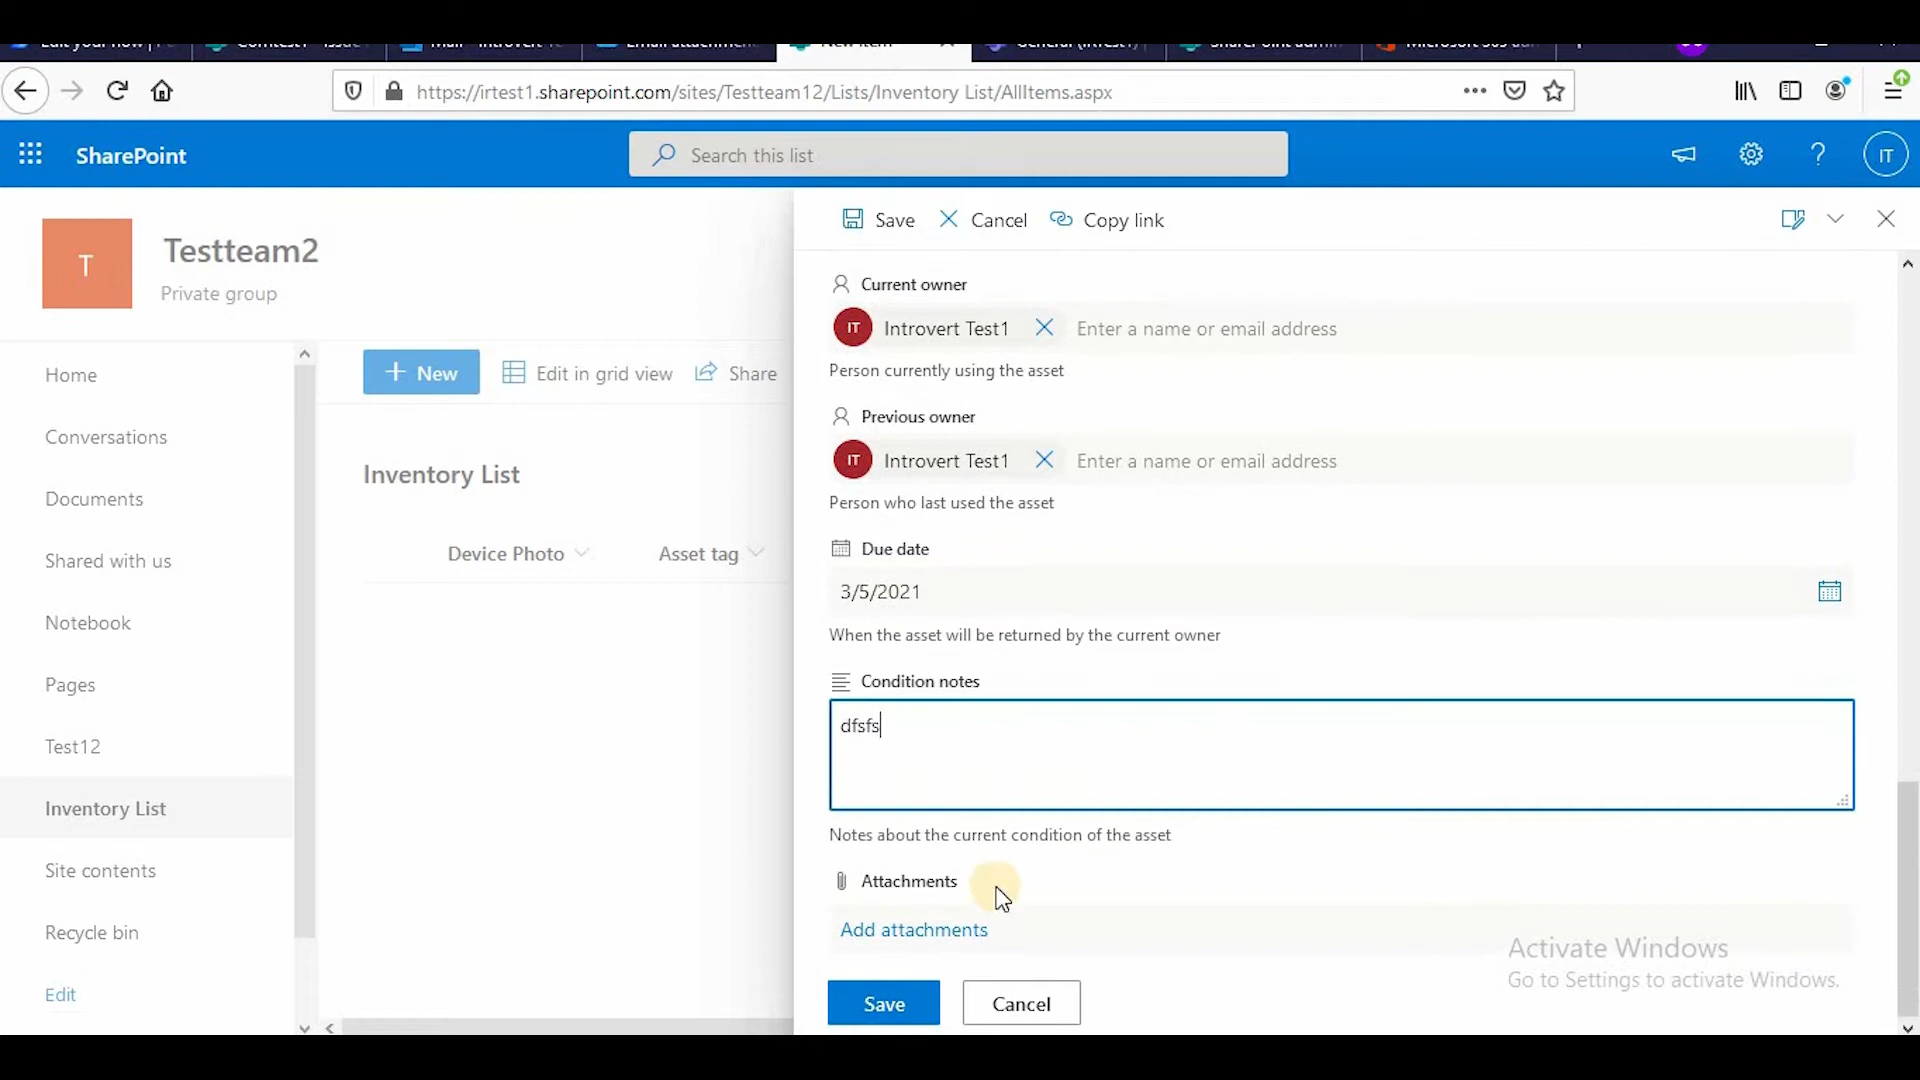 https://irtest1.sharepoint.com/sites/Testteam12/Lists/Inventory List/AllItems.aspx
SharePoint
Search this list
IT
T
Testteam2
Private group
Save
Cancel
Copy link
Home
Conversations
Documents
Shared with us
Notebook
Pages
Test12
Inventory List
Site contents
Recycle bin
Edit
New
Edit in grid view
Share
Inventory List
Device Photo
Asset tag
Current owner
IT Introvert Test1 Enter a name or email address
Person currently using the asset
Previous owner
IT Introvert Test1 Enter a name or email address
Person who last used the asset
Due date
3/5/2021
When the asset will be returned by the current owner
Condition notes
dfsfs
Notes about the current condition of the asset
Attachments
Add attachments
Save
Cancel
Activate Windows
Go to Settings to activate Windows.